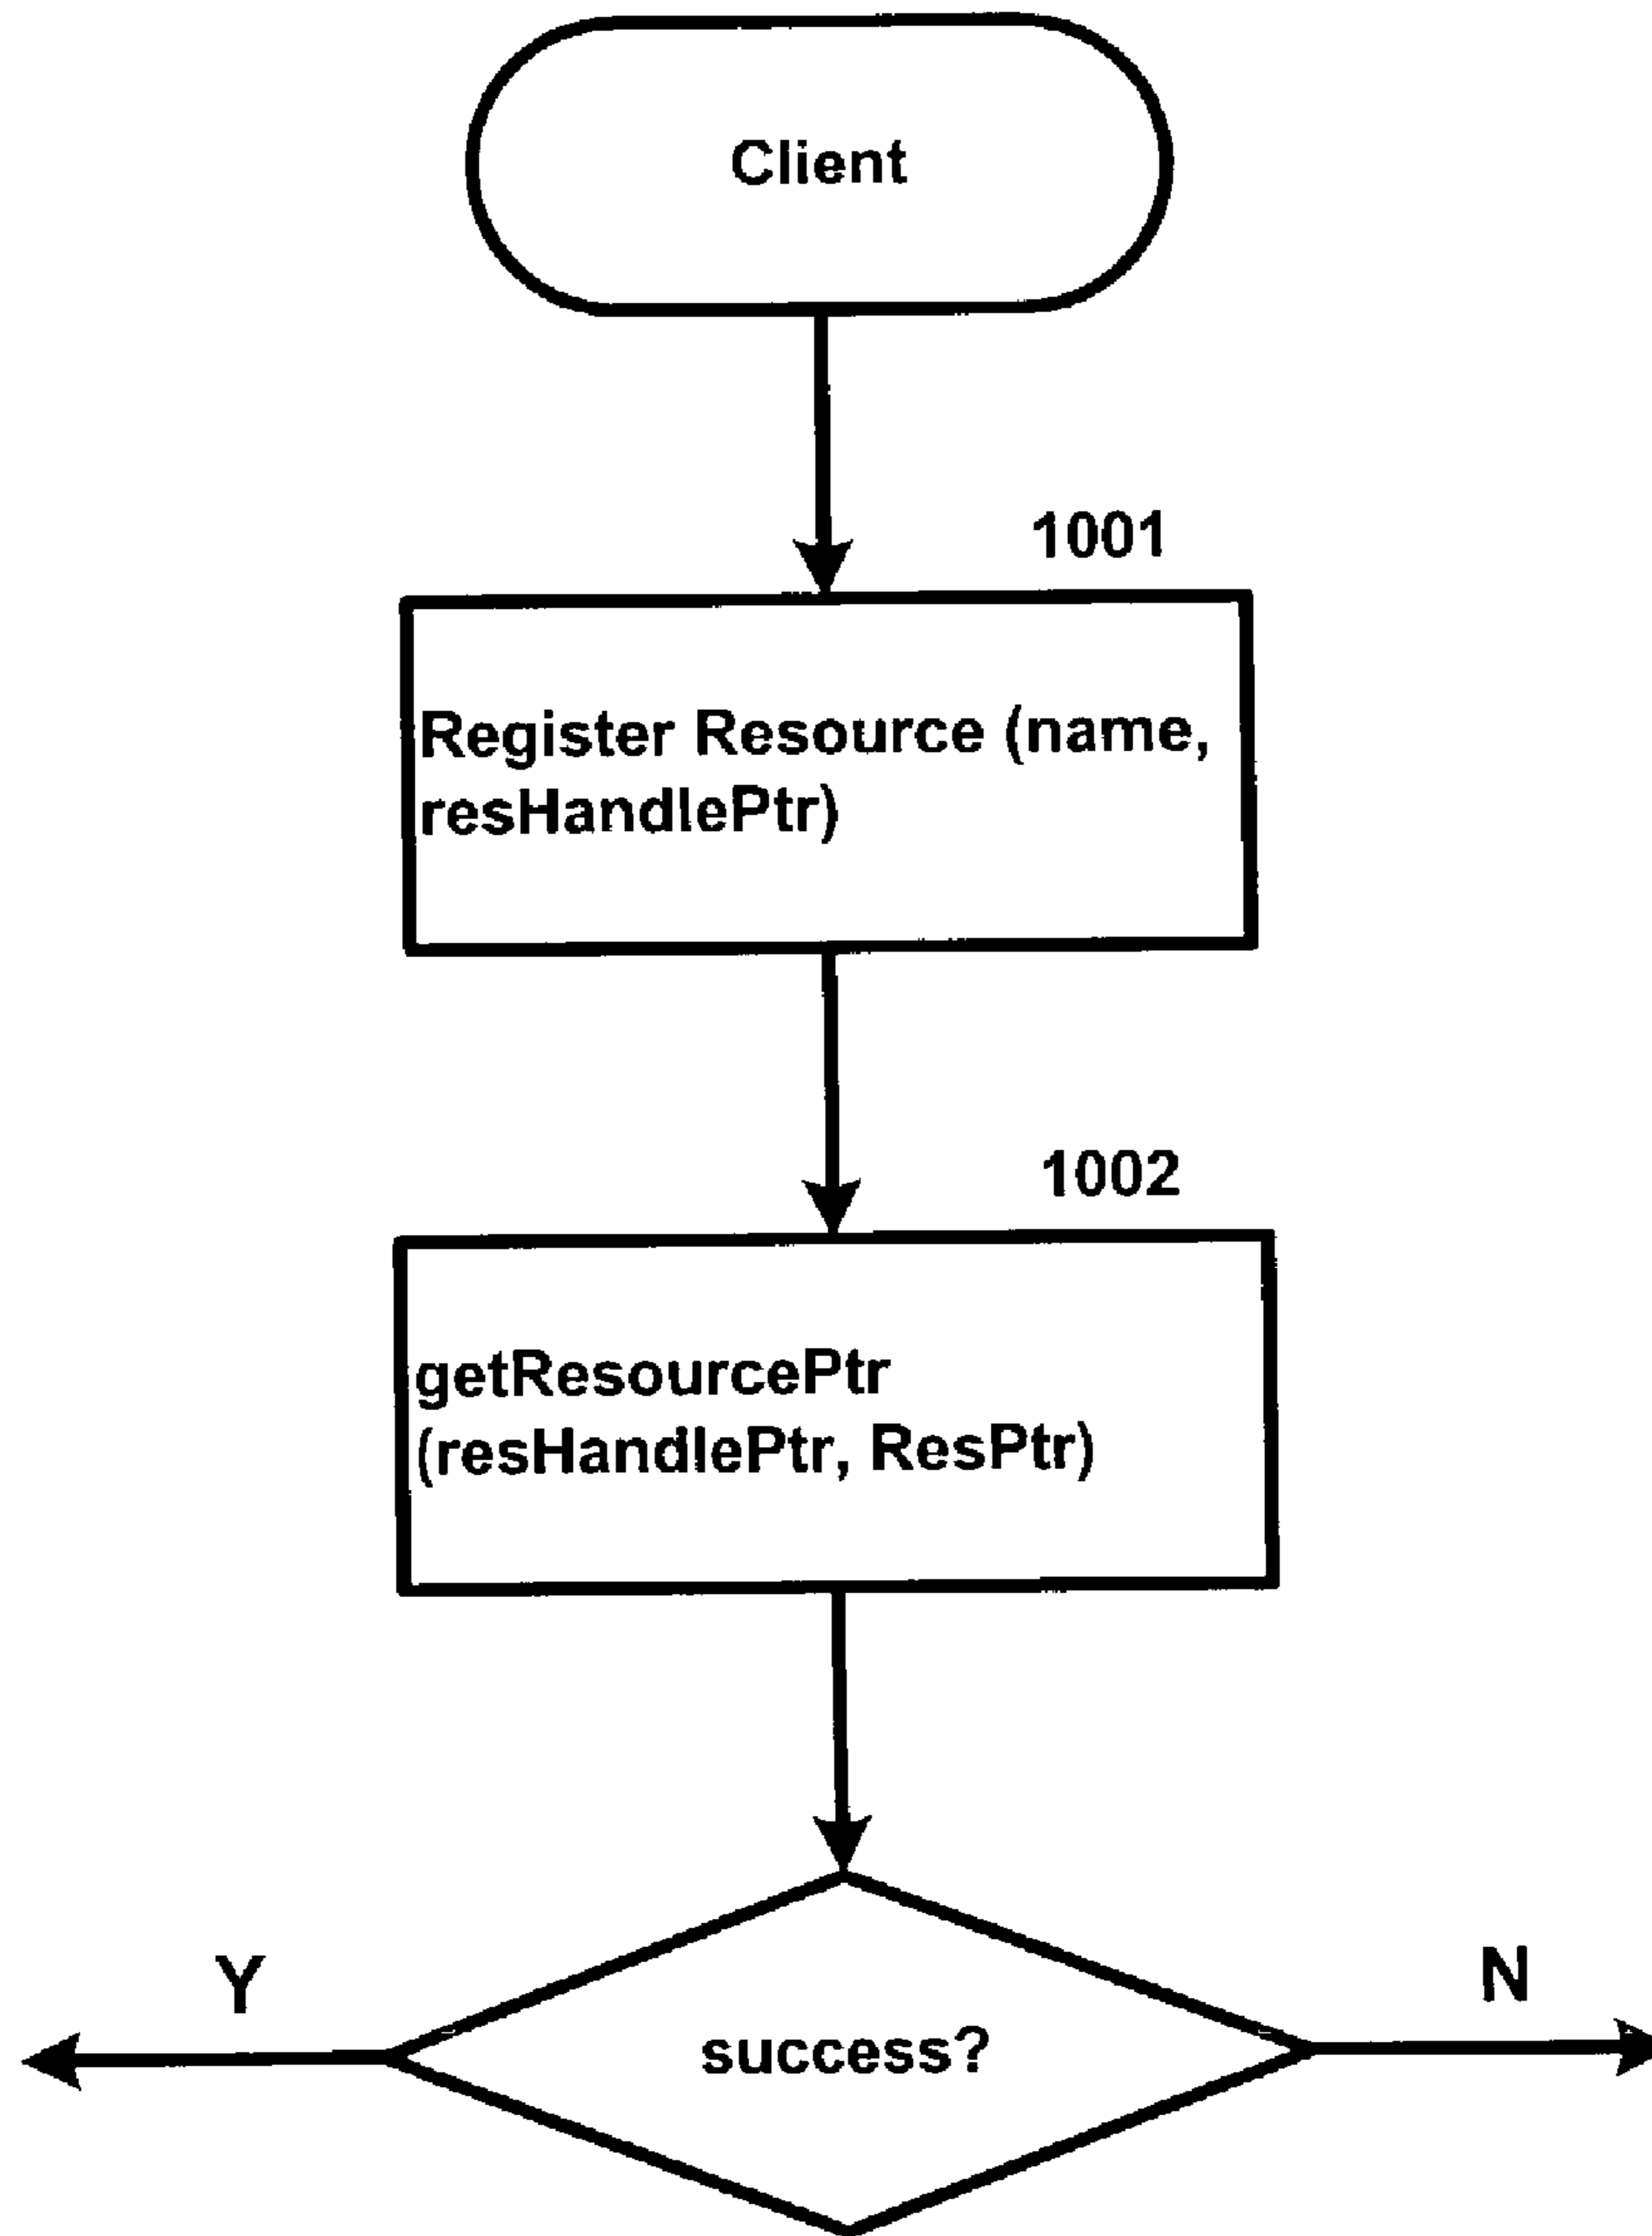 Client
1001
Register Resource (name,
resHandlePtr)
1002
getResourcePtr
(resHandlePtr, ResPtr)
Y
N
success?